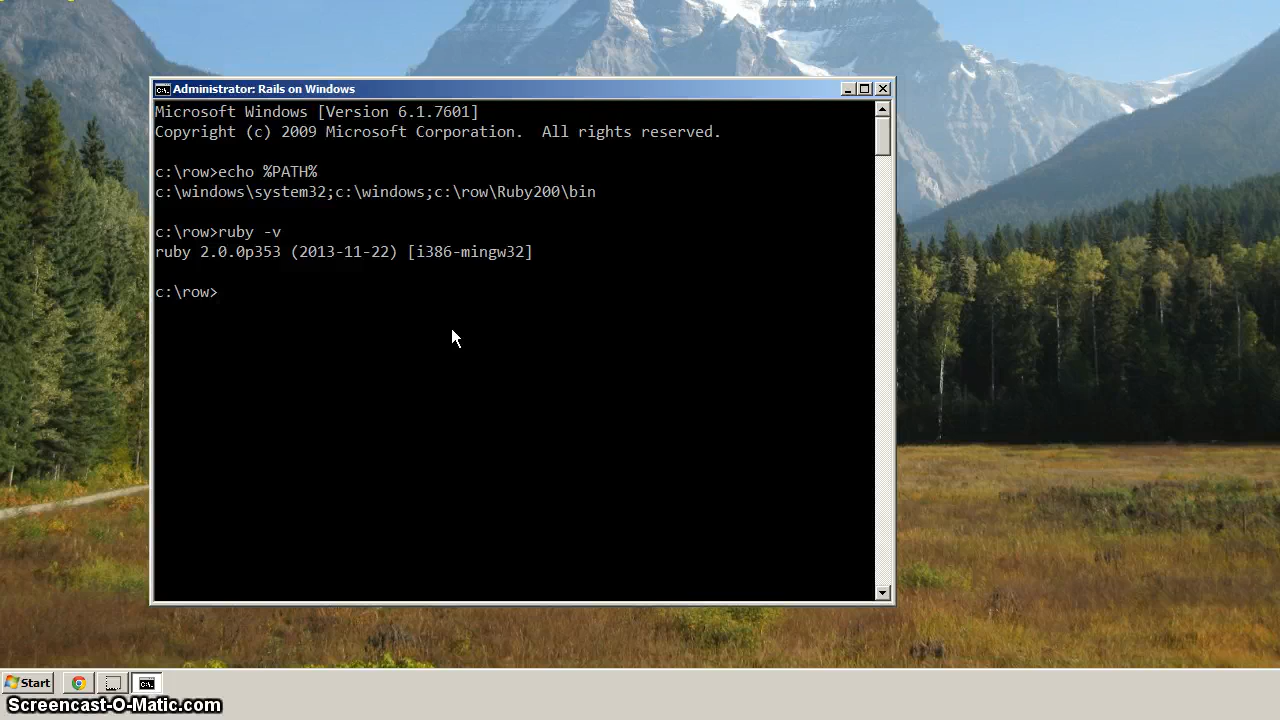 Administrator: Rails on Windows
Microsoft Windows [Version 6.1.7601]
Copyright (c) 2009 Microsoft Corporation.  All rights reserved.
c:\row>echo %PATH%
c:\windows\system32;c:\windows;c:\row\Ruby200\bin
c:\row>ruby -v
ruby 2.0.0p353 (2013-11-22) [i386-mingw32]
c:\row>
Start
Screencast-O-Matic.com